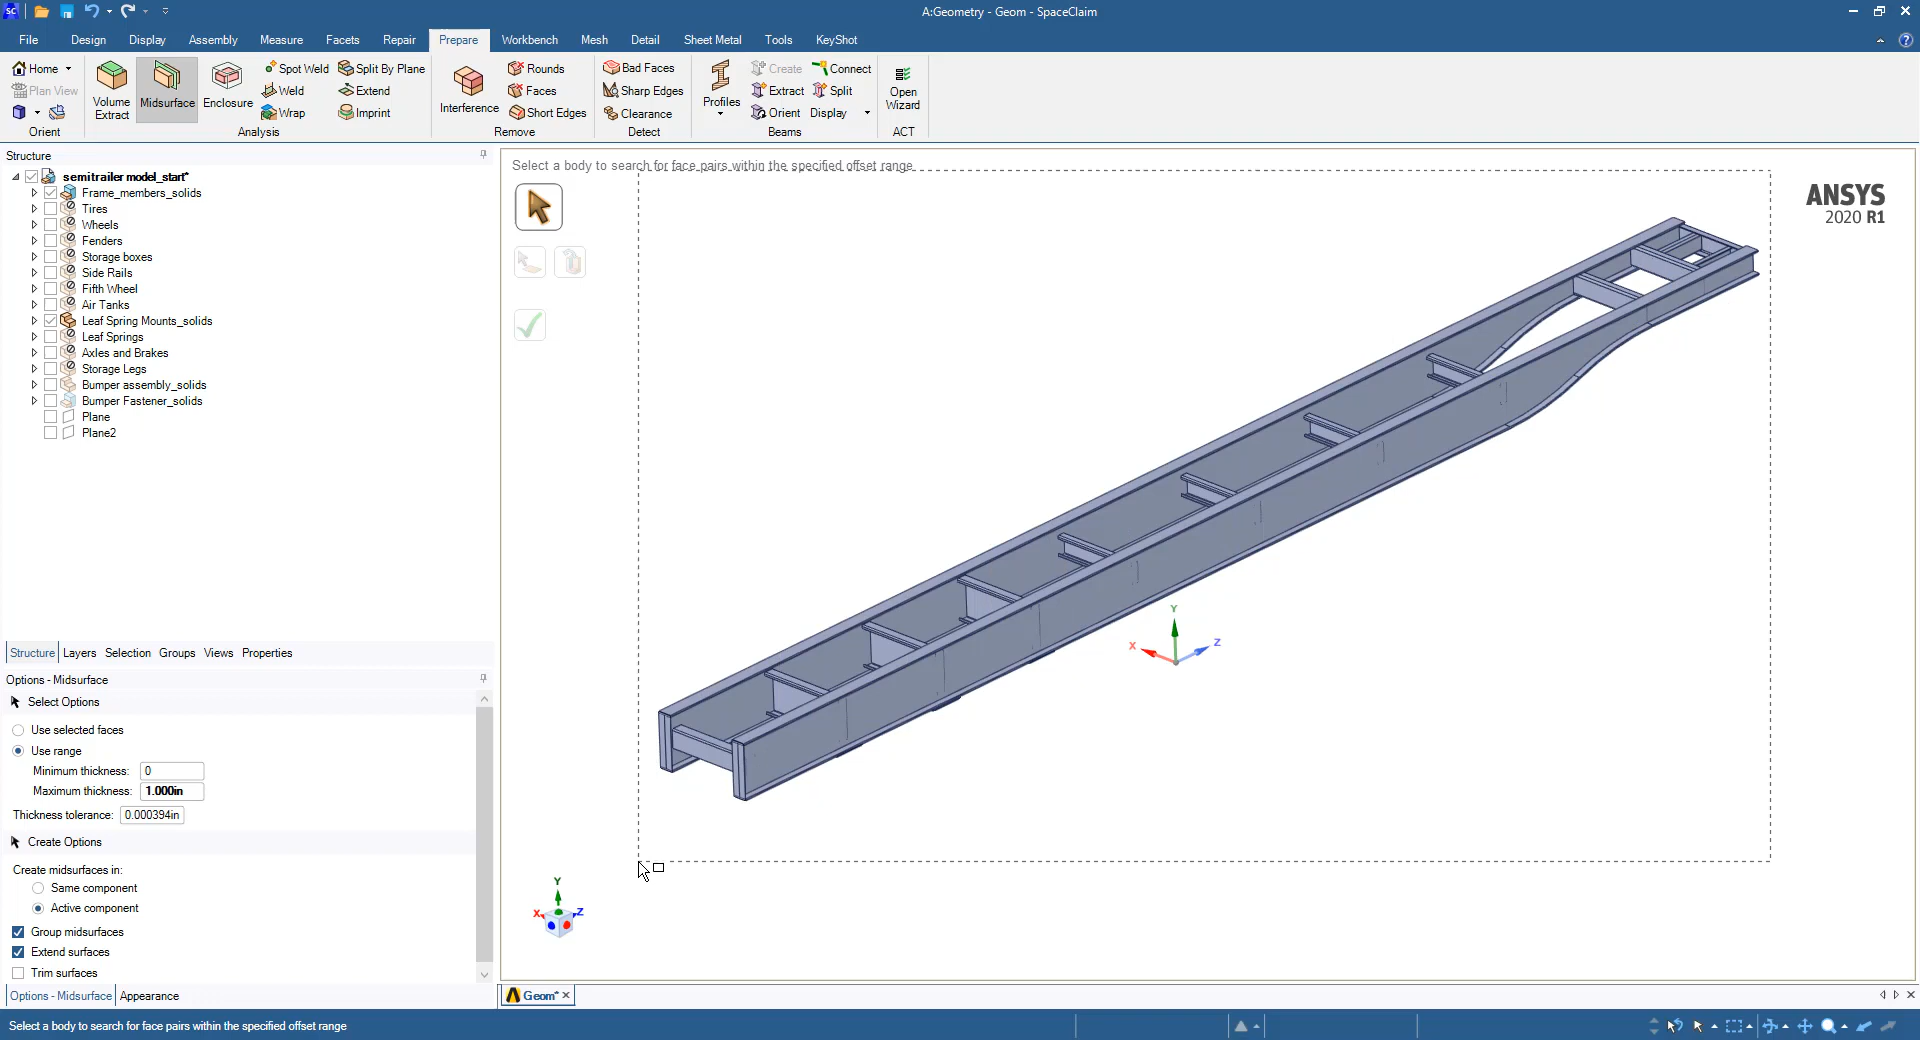 SC
A:Geometry - Geom - SpaceClaim
File Design Display Assembly Measure Facets Repair Prepare Workbench Mesh Detail Sheet Metal Tools KeyShot
Home
Plan View
Orient
Volume Extract
Midsurface
Enclosure
Spot Weld
Weld
Wrap
Split By Plane
Extend
Imprint
Analysis
Interference
Rounds
Faces
Short Edges
Remove
Bad Faces
Sharp Edges
Clearance
Detect
Profiles
Create
Extract
Orient
Connect
Split
Display
Beams
Open Wizard
ACT
Structure
semitrailer model_start*
Frame_members_solids
Tires
Wheels
Fenders
Storage boxes
Side Rails
Fifth Wheel
Air Tanks
Leaf Spring Mounts_solids
Leaf Springs
Axles and Brakes
Storage Legs
Bumper assembly_solids
Bumper Fastener_solids
Plane
Plane2
Structure Layers Selection Groups Views Properties
Options - Midsurface
Select Options
Use selected faces
Use range
Minimum thickness: 0
Maximum thickness: 1.000in
Thickness tolerance: 0.000394in
Create Options
Create midsurfaces in:
Same component
Active component
Group midsurfaces
Extend surfaces
Trim surfaces
Options - Midsurface Appearance
Select a body to search for face pairs within the specified offset range
ANSYS
2020 R1
Y
X
Z
Y
X
Z
Geom*
Select a body to search for face pairs within the specified offset range